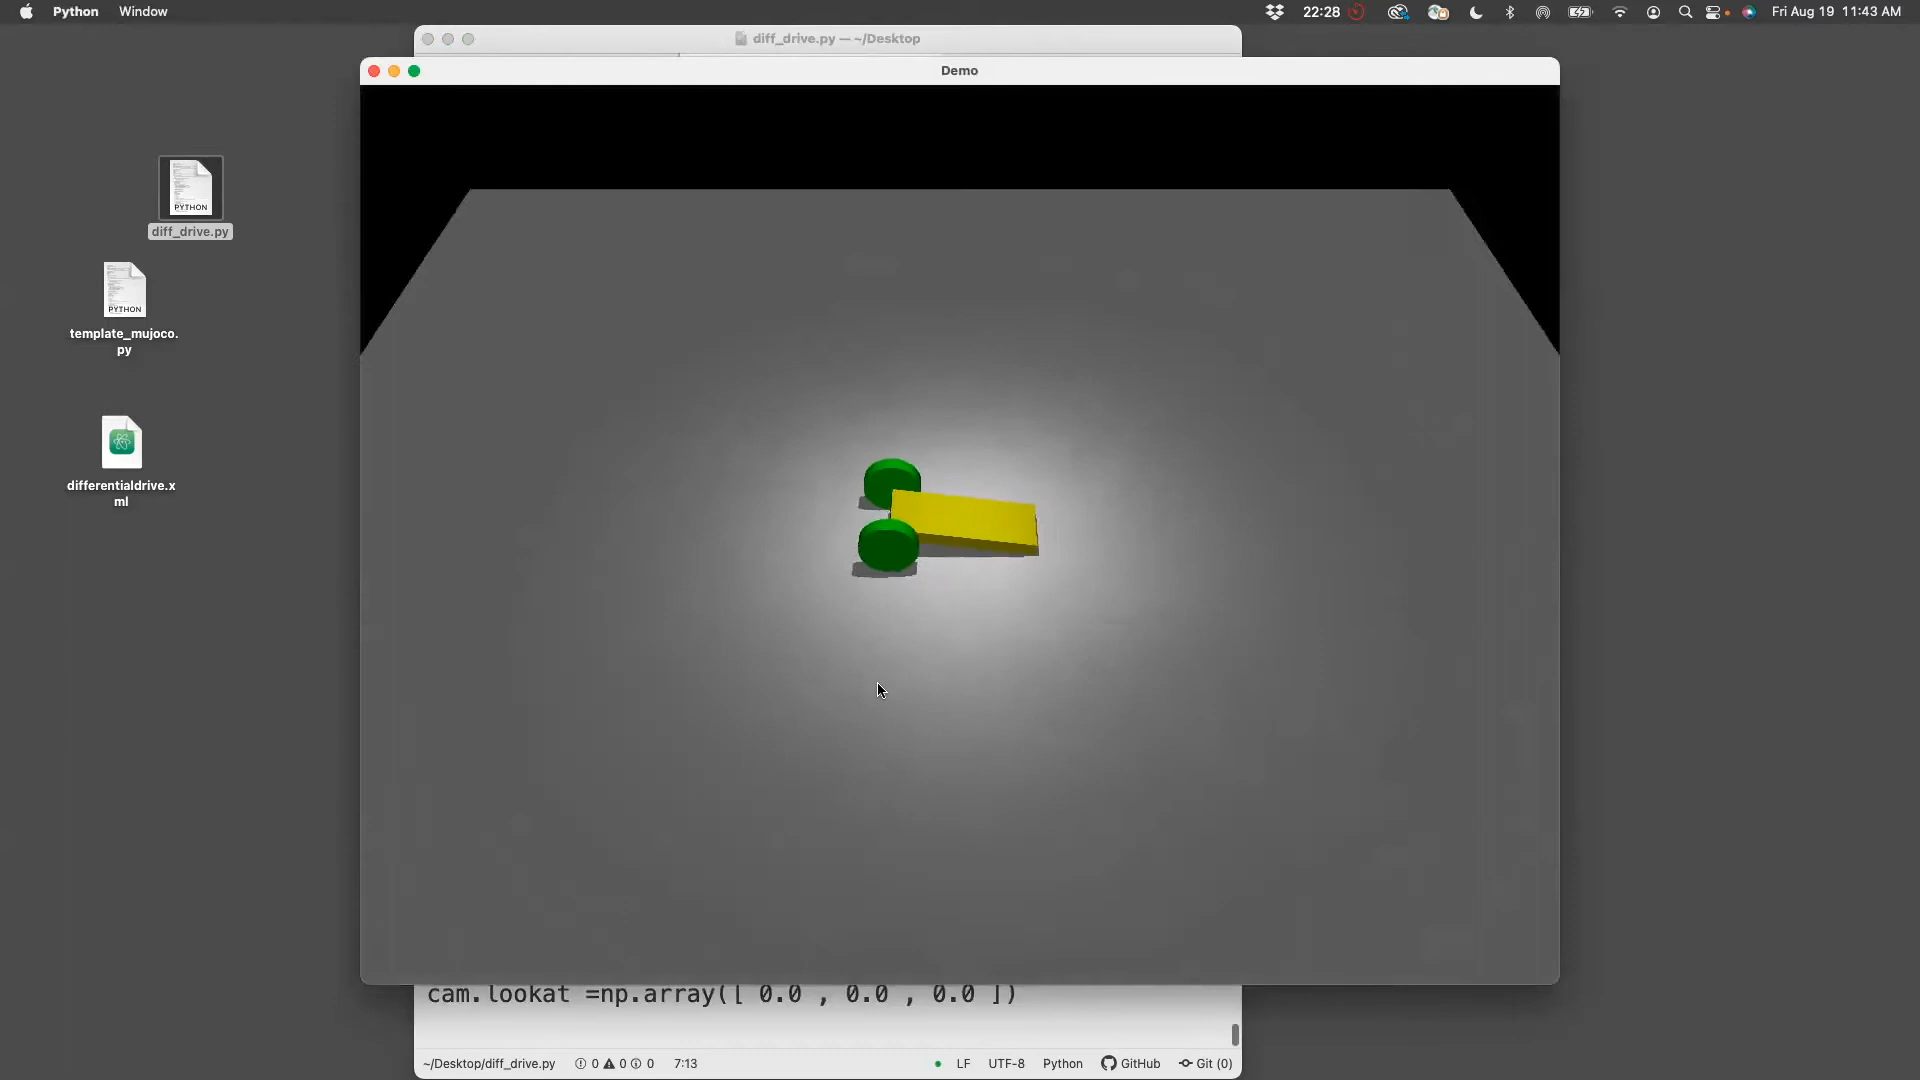 Python Window 22:28 Fri Aug 19 11:43 AM
diff_drive.py — ~/Desktop
Demo
PYTHON
diff_drive.py
PYTHON
template_mujoco.
py
differentialdrive.x
ml
cam.lookat =np.array([ 0.0 , 0.0 , 0.0 ])
~/Desktop/diff_drive.py 0 0 0 7:13 LF UTF-8 Python GitHub Git (0)